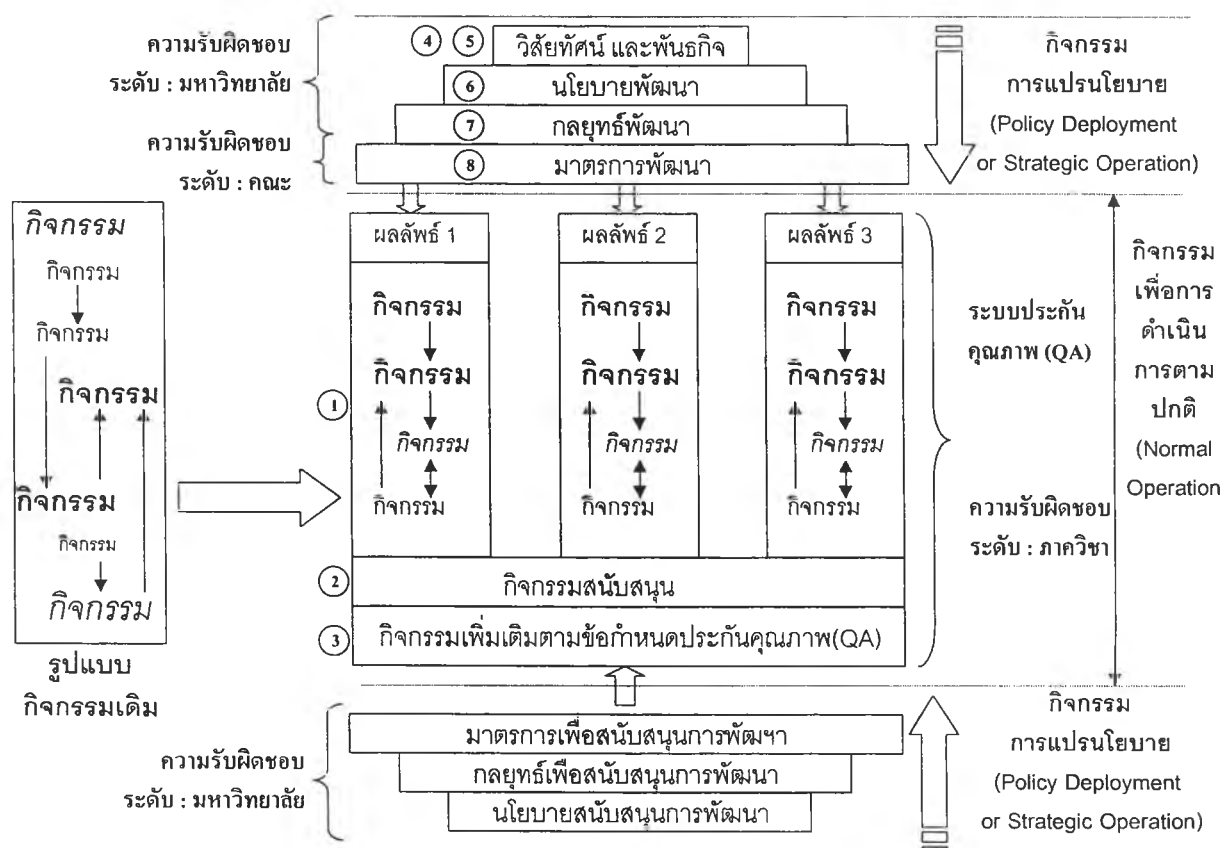 ความรับผิดชอบ
ระดับ : มหาวิทยาลัย
ความรับผิดชอบ
ระดับ : คณะ
4 5 วิสัยทัศน์ และพันธกิจ
6 นโยบายพัฒนา
7 กลยุทธ์พัฒนา
8 มาตรการพัฒนา
กิจกรรม
การแปรนโยบาย
(Policy Deployment
or Strategic Operation)
กิจกรรม
กิจกรรม
กิจกรรม
กิจกรรม
กิจกรรม
กิจกรรม
กิจกรรม
รูปแบบ
กิจกรรมเดิม
1
ผลลัพธ์ 1
กิจกรรม
กิจกรรม
กิจกรรม
กิจกรรม
ผลลัพธ์ 2
กิจกรรม
กิจกรรม
กิจกรรม
กิจกรรม
ผลลัพธ์ 3
กิจกรรม
กิจกรรม
กิจกรรม
กิจกรรม
2 กิจกรรมสนับสนุน
3 กิจกรรมเพิ่มเติมตามข้อกำหนดประกันคุณภาพ(QA)
ระบบประกัน
คุณภาพ (QA)
ความรับผิดชอบ
ระดับ : ภาควิชา
กิจกรรม
เพื่อการ
ดำเนิน
การตาม
ปกติ
(Normal
Operation
ความรับผิดชอบ
ระดับ : มหาวิทยาลัย
มาตรการเพื่อสนับสนุนการพัฒฯา
กลยุทธ์เพื่อสนับสนุนการพัฒนา
นโยบายสนับสนุนการพัฒนา
กิจกรรม
การแปรนโยบาย
(Policy Deployment
or Strategic Operation)